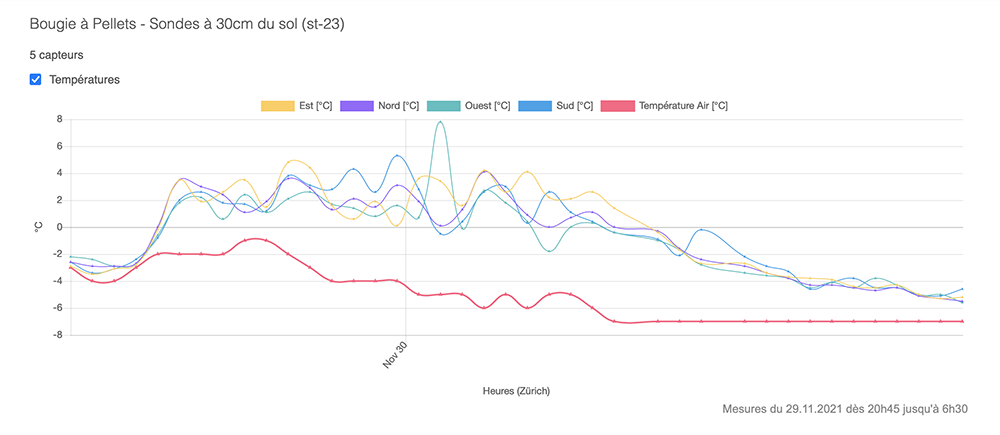 Bougie à Pellets - Sondes à 30cm du sol (st-23)
5 capteurs
Températures
Est [°C] Nord [°C] Ouest [°C] Sud [°C] Température Air [°C]
8
6
4
2
0
-2
-4
-6
-8
°C
Nov 30
Heures (Zürich)
Mesures du 29.11.2021 dès 20h45 jusqu'à 6h30